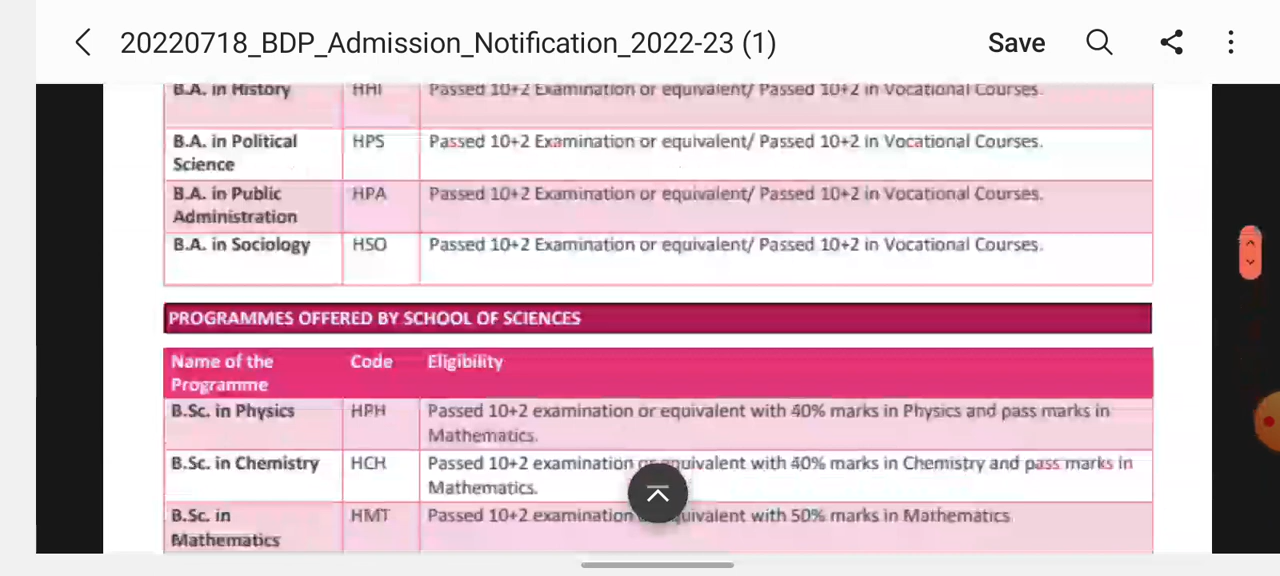 20220718_BDP_Admission_Notification_2022-23 (1) Save
B.A. in History HHI Passed 10+2 Examination or equivalent/ Passed 10+2 in Vocational Courses.
B.A. in Political HPS Passed 10+2 Examination or equivalent/ Passed 10+2 in Vocational Courses.
Science
B.A. in Public HPA Passed 10+2 Examination or equivalent/ Passed 10+2 in Vocational Courses.
Administration
B.A. in Sociology HSO Passed 10+2 Examination or equivalent/ Passed 10+2 in Vocational Courses.
PROGRAMMES OFFERED BY SCHOOL OF SCIENCES
Name of the Code Eligibility
Programme
B.Sc. in Physics HPH Passed 10+2 examination or equivalent with 40% marks in Physics and pass marks in
Mathematics.
B.Sc. in Chemistry HCH Passed 10+2 examination or equivalent with 40% marks in Chemistry and pass marks in
Mathematics.
B.Sc. in HMT Passed 10+2 examination equivalent with 50% marks in Mathematics
Mathematics